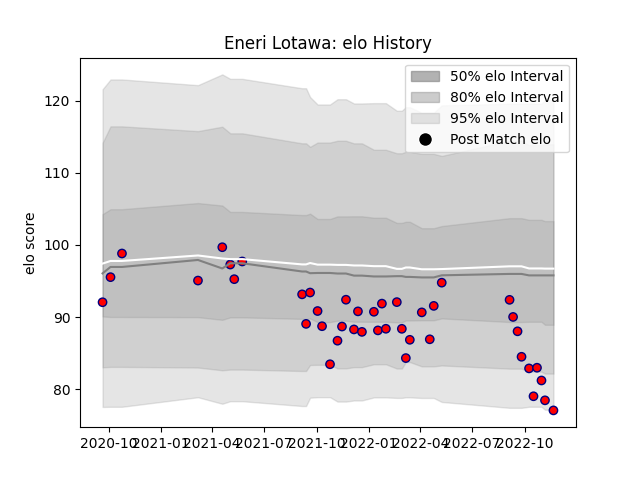 Eneri Lotawa: elo History
50% elo Interval
80% elo Interval
95% elo Interval
Post Match elo
elo score
120
110
100
90
80
2020-10 2021-01 2021-04 2021-07 2021-10 2022-01 2022-04 2022-07 2022-10